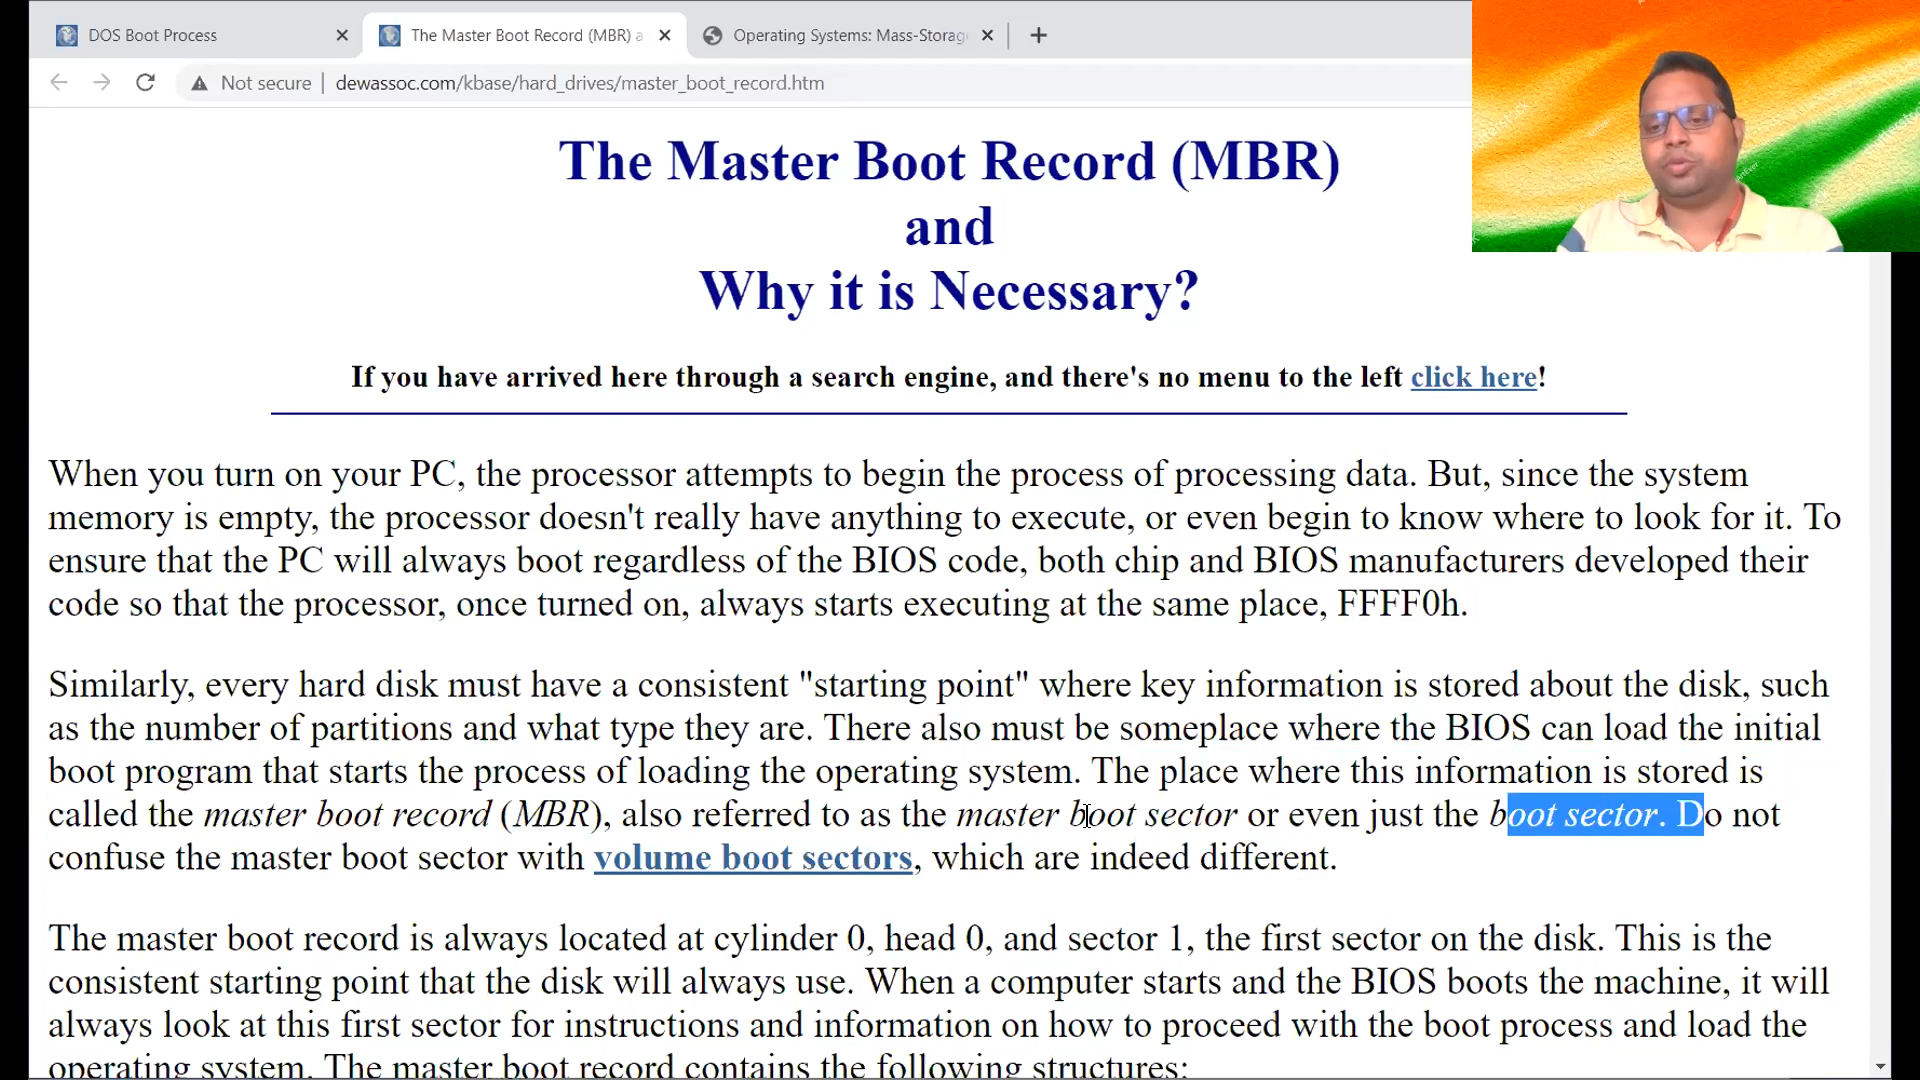 DOS Boot Process
The Master Boot Record (MBR) a
Operating Systems: Mass-Storag
Not secure | dewassoc.com/kbase/hard_drives/master_boot_record.htm
The Master Boot Record (MBR)
and
Why it is Necessary?
If you have arrived here through a search engine, and there's no menu to the left click here!
When you turn on your PC, the processor attempts to begin the process of processing data. But, since the system
memory is empty, the processor doesn't really have anything to execute, or even begin to know where to look for it. To
ensure that the PC will always boot regardless of the BIOS code, both chip and BIOS manufacturers developed their
code so that the processor, once turned on, always starts executing at the same place, FFFF0h.
Similarly, every hard disk must have a consistent "starting point" where key information is stored about the disk, such
as the number of partitions and what type they are. There also must be someplace where the BIOS can load the initial
boot program that starts the process of loading the operating system. The place where this information is stored is
called the master boot record (MBR), also referred to as the master boot sector or even just the boot sector. Do not
confuse the master boot sector with volume boot sectors, which are indeed different.
The master boot record is always located at cylinder 0, head 0, and sector 1, the first sector on the disk. This is the
consistent starting point that the disk will always use. When a computer starts and the BIOS boots the machine, it will
always look at this first sector for instructions and information on how to proceed with the boot process and load the
operating system. The master boot record contains the following structures: